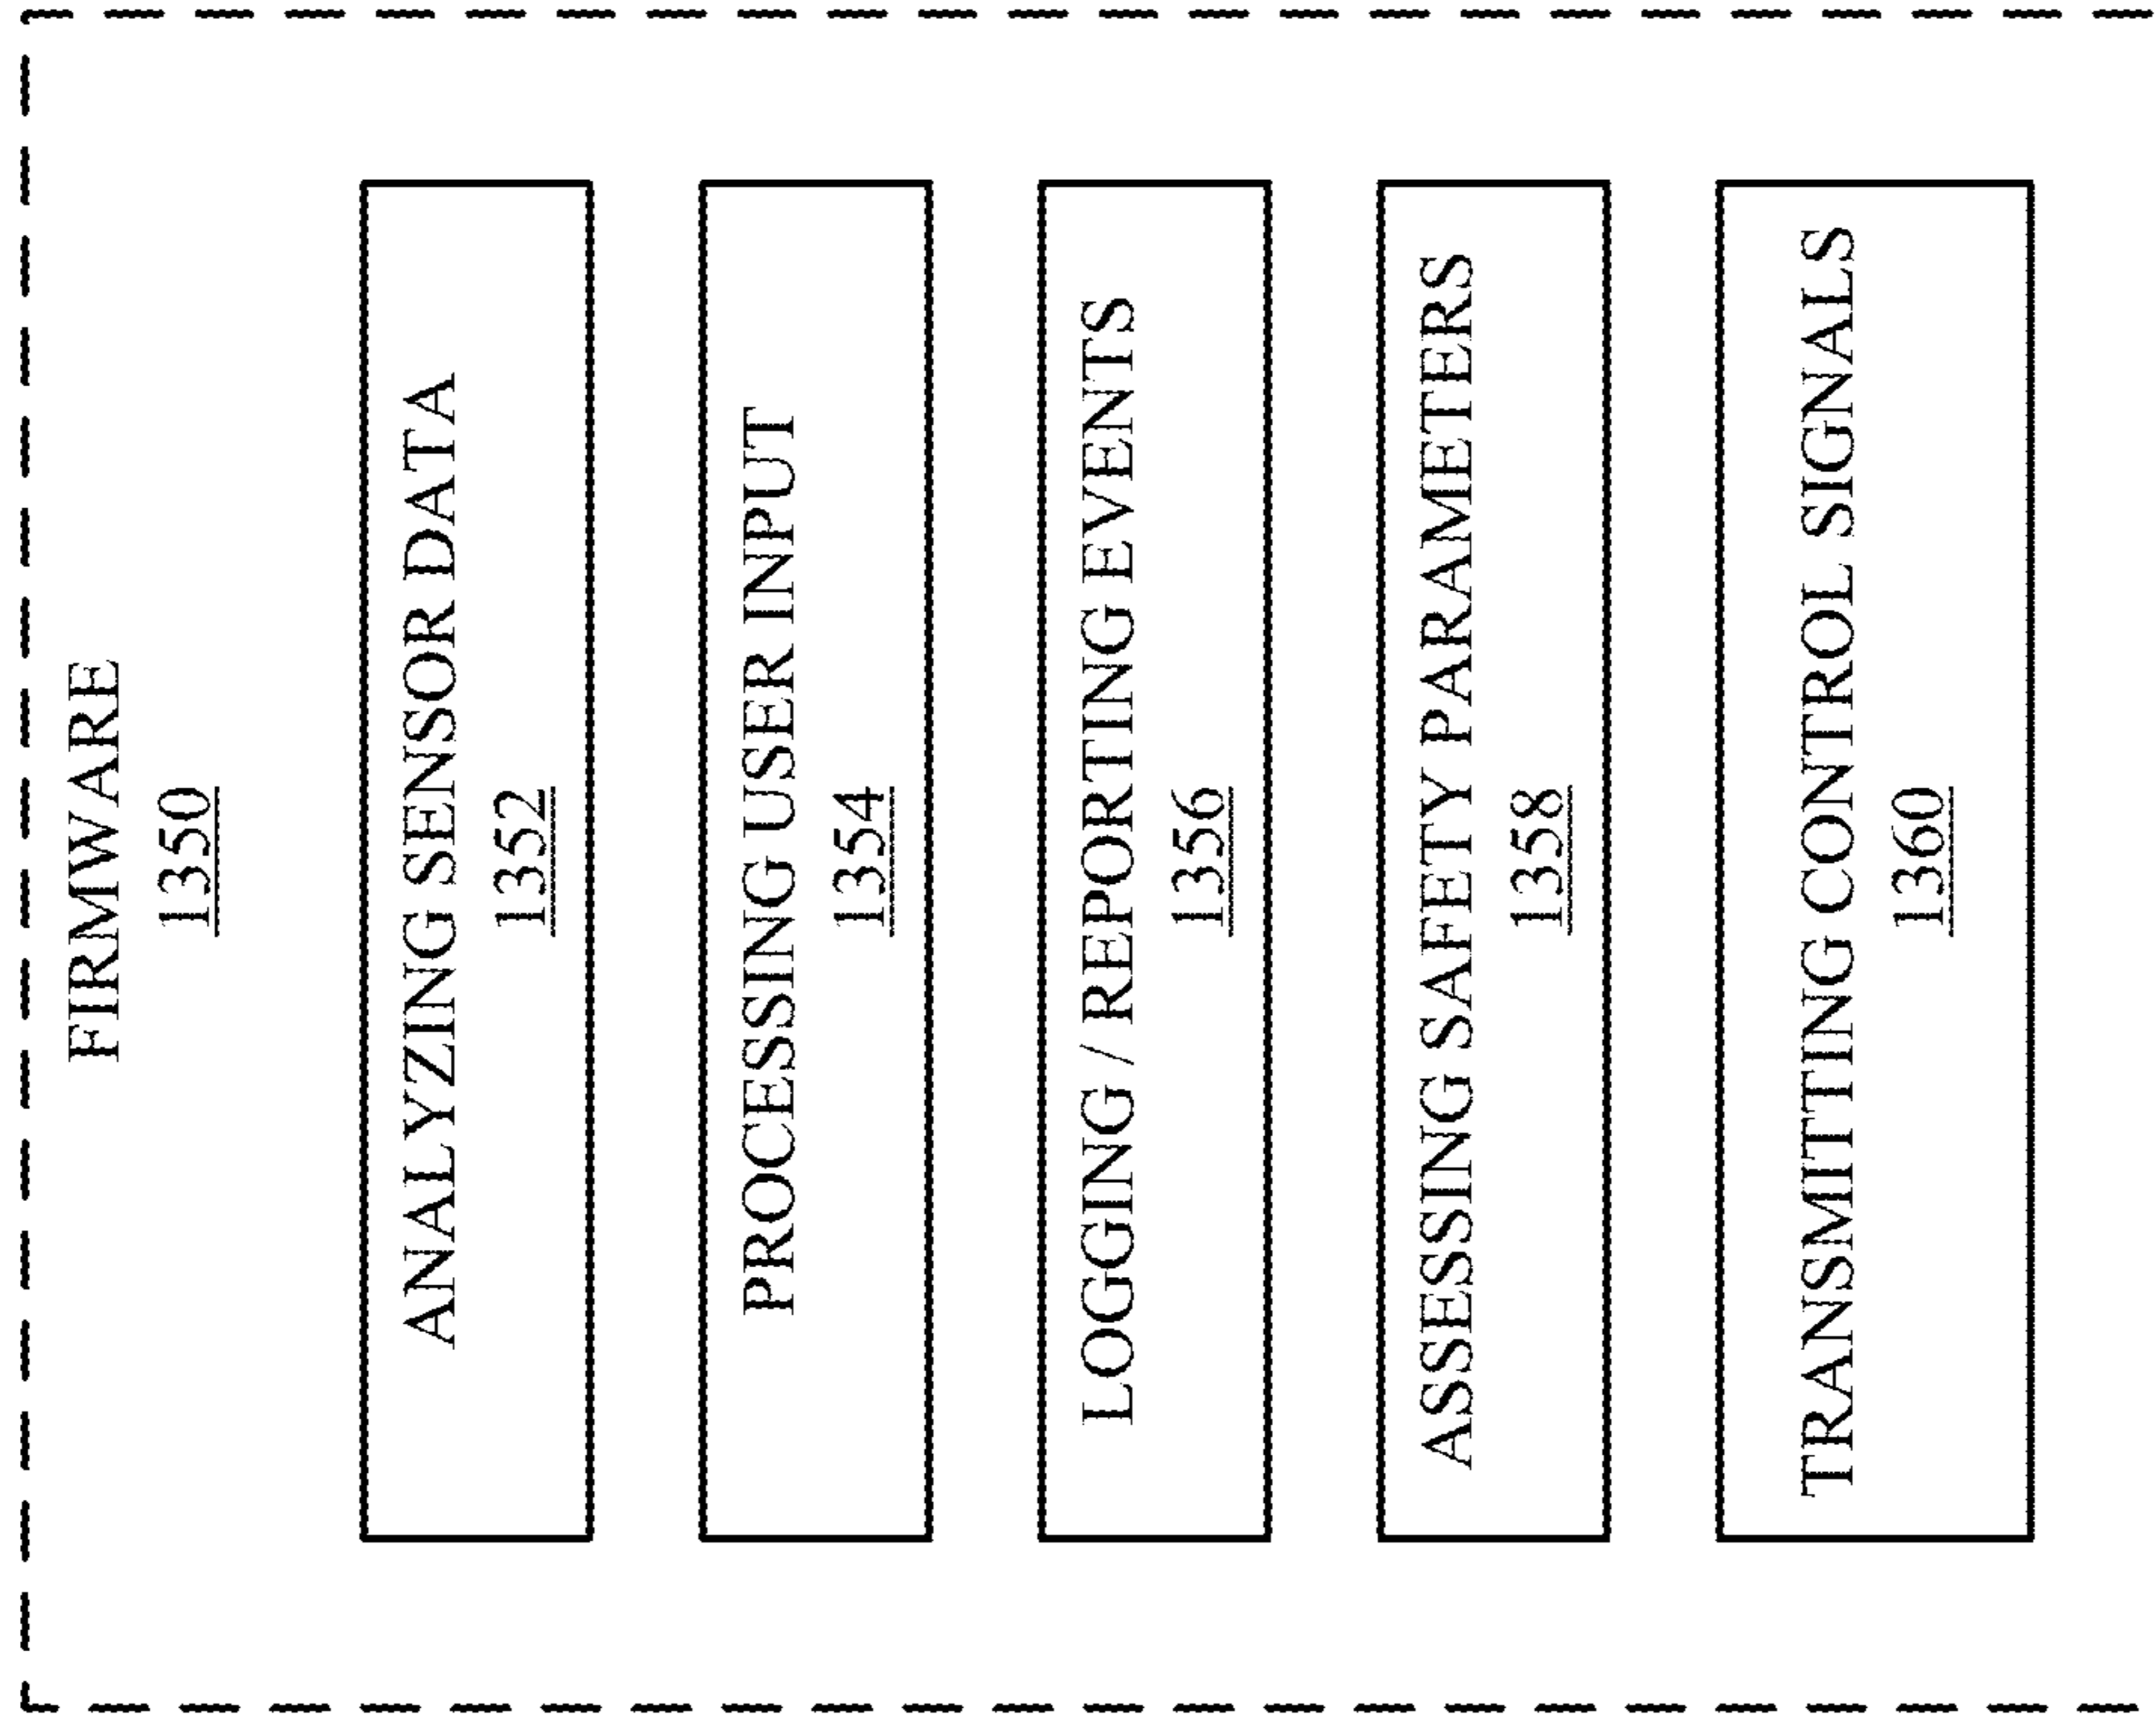 FIRMWARE
1350
ANALYZING SENSOR DATA
1352
PROCESSING USER INPUT
1354
LOGGING / REPORTING EVENTS
1356
ASSESSING SAFETY PARAMETERS
1358
TRANSMITTING CONTROL SIGNALS
1360